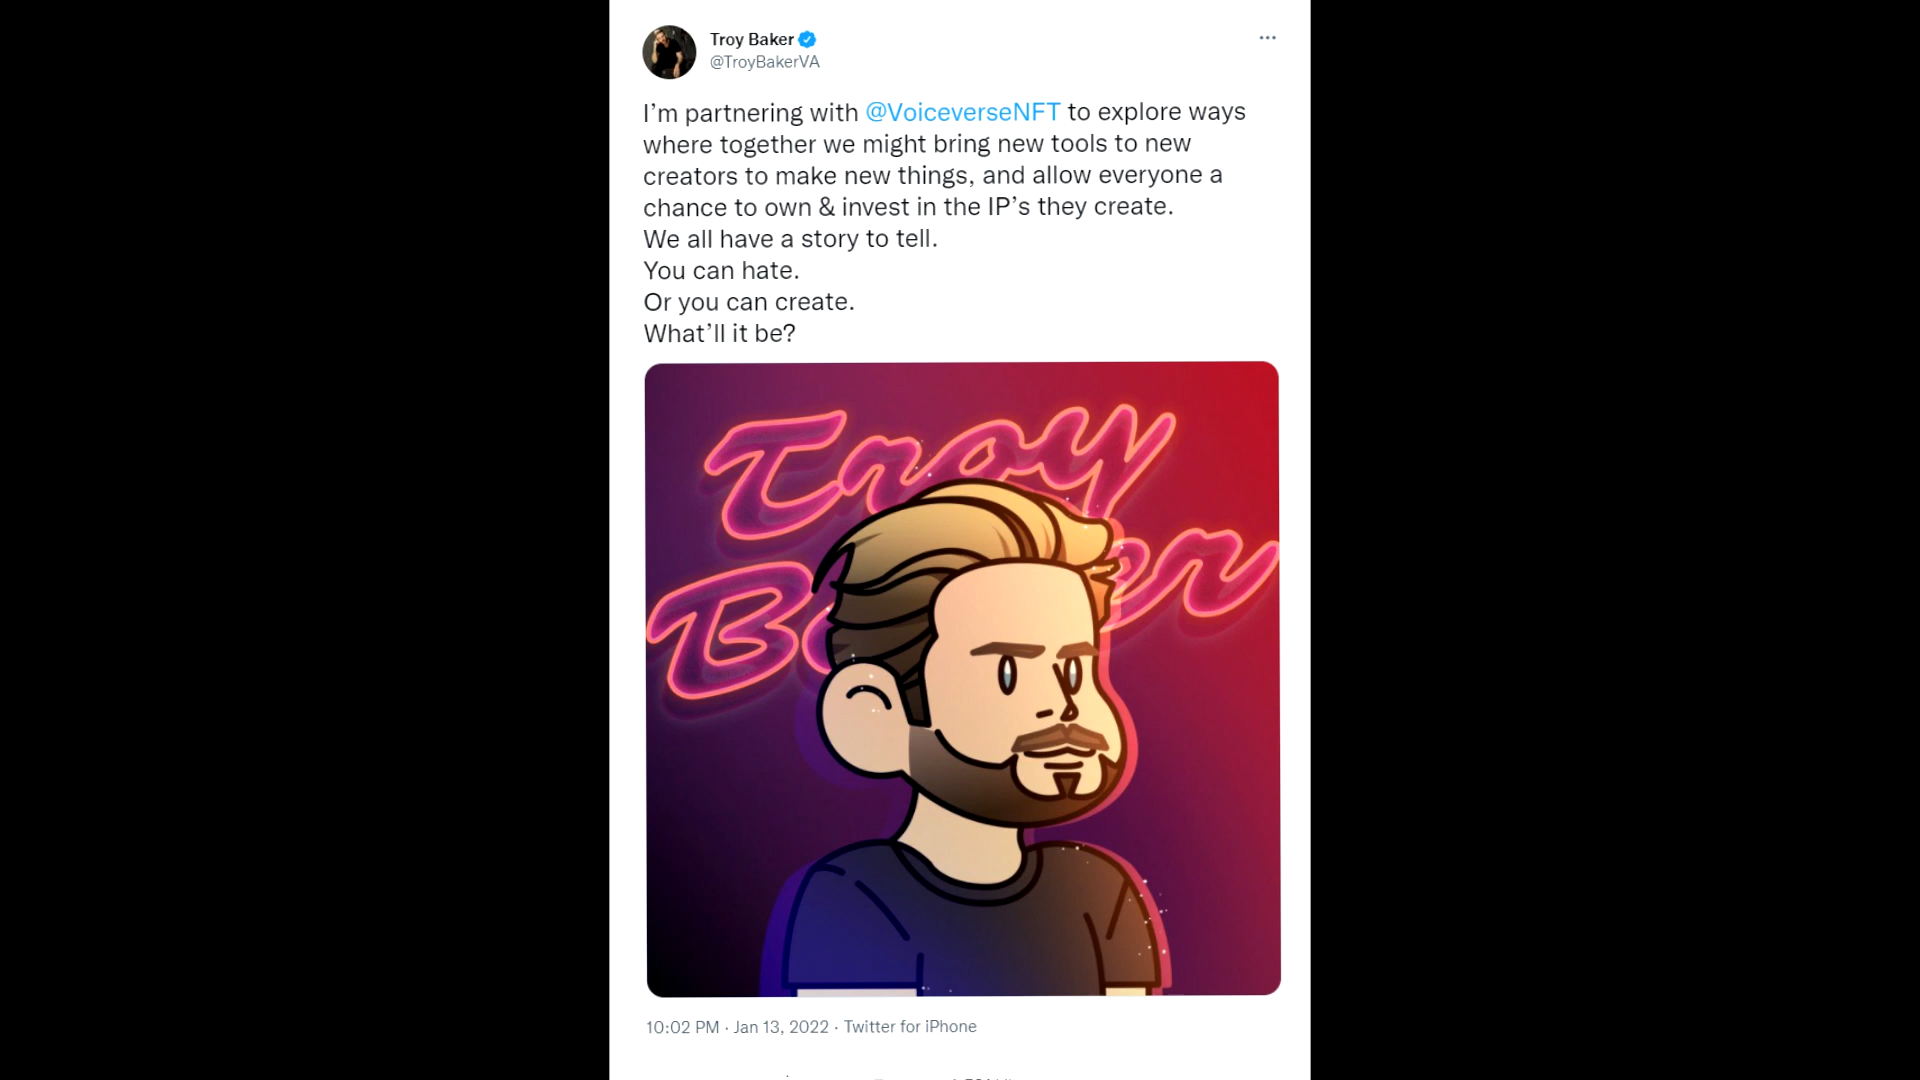 Troy Baker
@TroyBakerVA
I’m partnering with @VoiceverseNFT to explore ways
where together we might bring new tools to new
creators to make new things, and allow everyone a
chance to own & invest in the IP’s they create.
We all have a story to tell.
You can hate.
Or you can create.
What’ll it be?
Troy
10:02 PM · Jan 13, 2022 · Twitter for iPhone